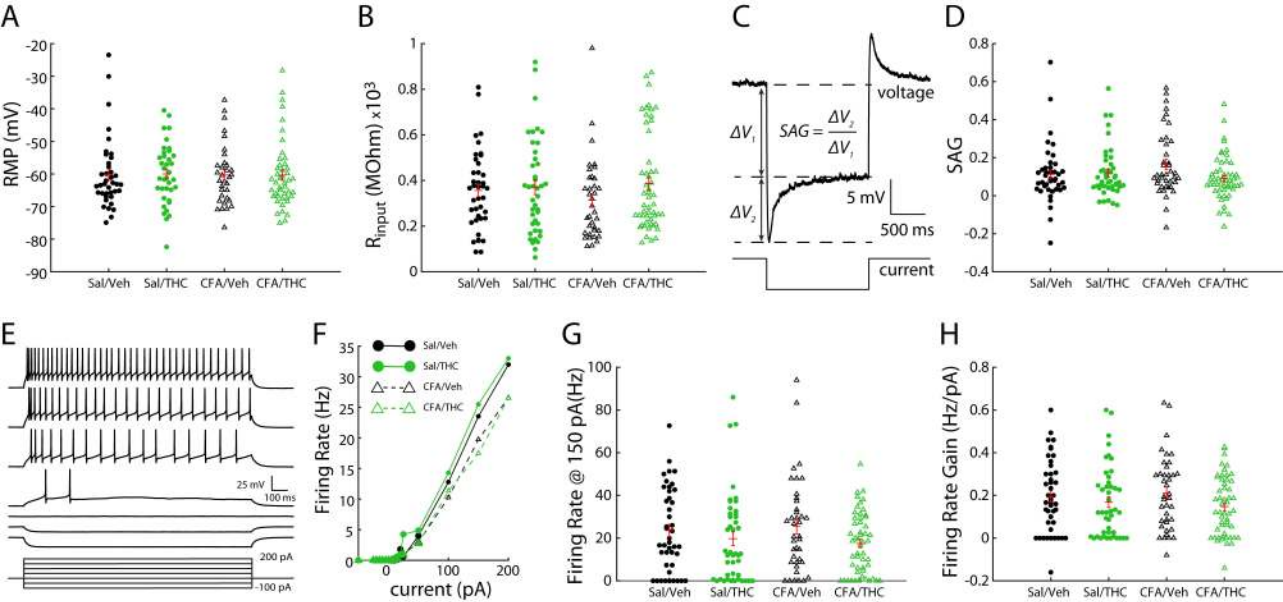 A
RMP (mV)
-20
-30
-40
-50
-60
-70
-80
-90
Sal/Veh Sal/THC CFA/Veh CFA/THC
B
R_input (MOhm) ×10³
1
0.8
0.6
0.4
0.2
0
Sal/Veh Sal/THC CFA/Veh CFA/THC
C
voltage
ΔV₁
SAG = ΔV₂ / ΔV₁
ΔV₂
5 mV
500 ms
current
D
SAG
0.8
0.6
0.4
0.2
0
-0.2
-0.4
Sal/Veh Sal/THC CFA/Veh CFA/THC
E
25 mV
100 ms
200 pA
-100 pA
F
Firing Rate (Hz)
35
30
25
20
15
10
5
0
Sal/Veh
Sal/THC
CFA/Veh
CFA/THC
0 100 200
current (pA)
G
Firing Rate @ 150 pA(Hz)
100
80
60
40
20
0
Sal/Veh Sal/THC CFA/Veh CFA/THC
H
Firing Rate Gain (Hz/pA)
0.8
0.6
0.4
0.2
0
-0.2
Sal/Veh Sal/THC CFA/Veh CFA/THC